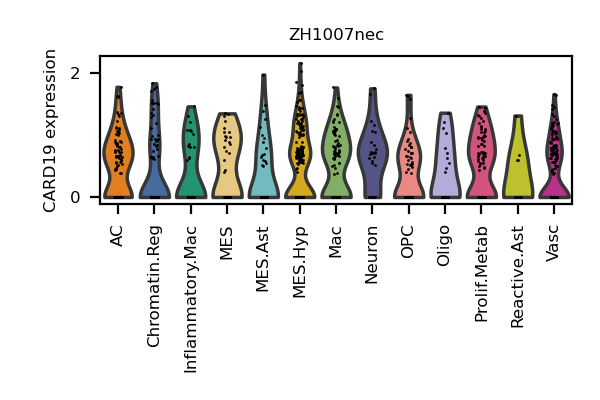 ZH1007nec
CARD19 expression
2
0
AC
Chromatin.Reg
Inflammatory.Mac
MES
MES.Ast
MES.Hyp
Mac
Neuron
OPC
Oligo
Prolif.Metab
Reactive.Ast
Vasc